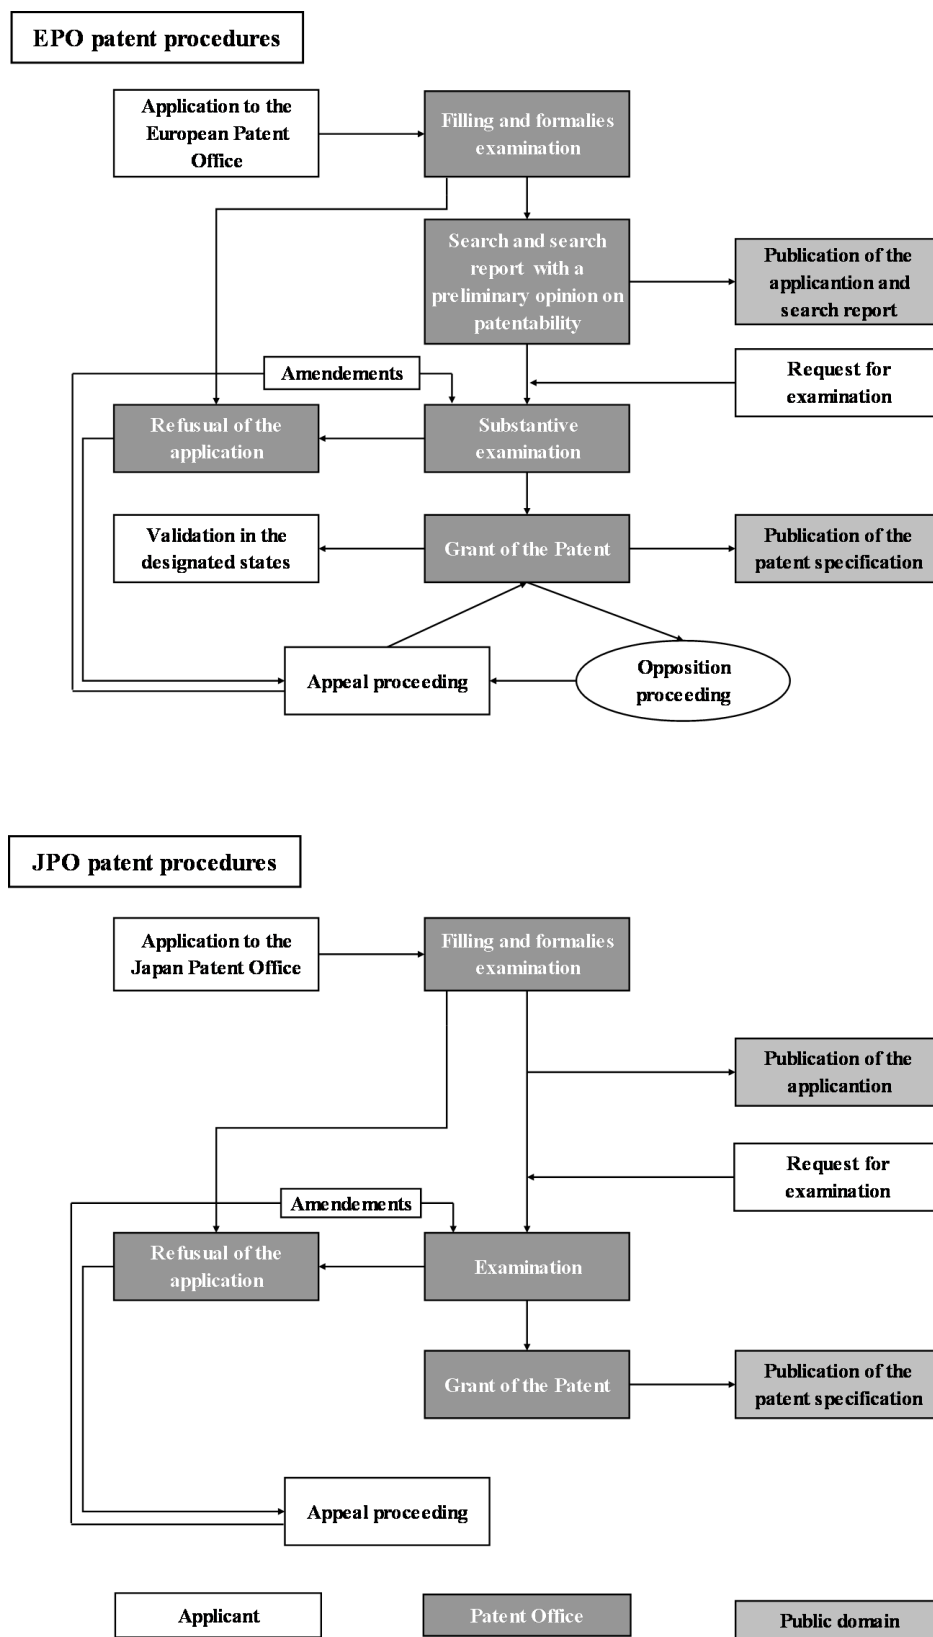 EPO patent procedures
Application to the
European Patent
Office
Filling and formalies
examination
Search and search
report with a
preliminary opinion on
patentability
Publication of the
applicantion and
search report
Amendements
Request for
examination
Refusual of the
application
Substantive
examination
Validation in the
designated states
Grant of the Patent
Publication of the
patent specification
Appeal proceeding
Opposition
proceeding
JPO patent procedures
Application to the
Japan Patent Office
Filling and formalies
examination
Publication of the
applicantion
Request for
examination
Amendements
Refusual of the
application
Examination
Grant of the Patent
Publication of the
patent specification
Appeal proceeding
Applicant
Patent Office
Public domain